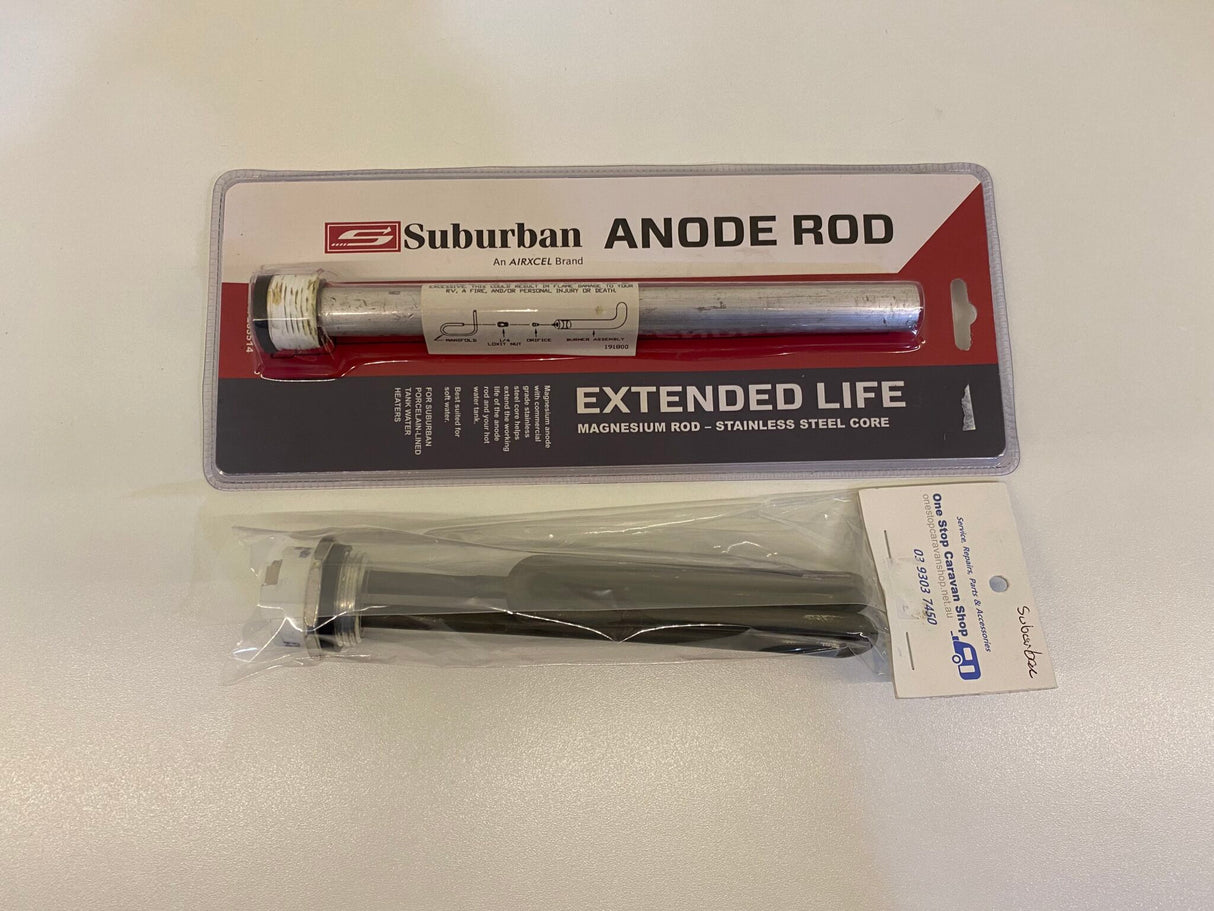 Suburban ANODE ROD
An AIRXCEL Brand
EXCESSIVE. THIS COULD RESULT IN FLAME DAMAGE TO YOUR
RV, A FIRE, AND/OR PERSONAL INJURY OR DEATH.
MANIFOLD
1/4
LOXIT NUT
ORIFICE
BURNER ASSEMBLY
191800
EXTENDED LIFE
MAGNESIUM ROD – STAINLESS STEEL CORE
Magnesium anode
with commercial
grade stainless
steel core helps
extend the working
life of the anode
rod and your hot
water tank.
Best suited for
soft water.
FOR SUBURBAN
PORCELAIN-LINED
TANK WATER
HEATERS
Service, Repairs, Parts & Accessories
One Stop Caravan Shop
onestopcaravanshop.net.au
03 9303 7450